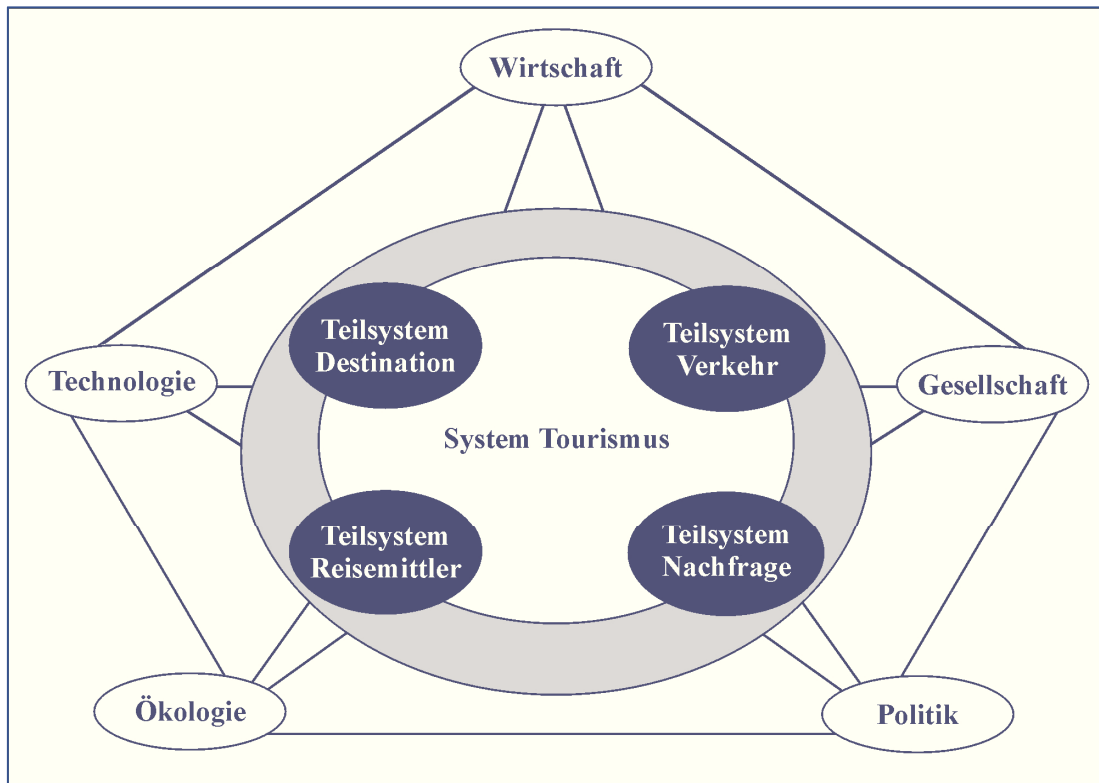 Wirtschaft
Teilsystem
Destination
Teilsystem
Verkehr
Technologie
Gesellschaft
System Tourismus
Teilsystem
Reisemittler
Teilsystem
Nachfrage
Ökologie
Politik